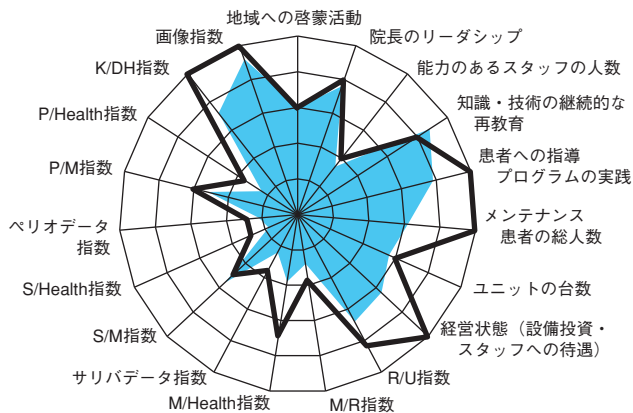 地域への啓蒙活動
院長のリーダシップ
能力のあるスタッフの人数
知識・技術の継続的な
再教育
患者への指導
プログラムの実践
メンテナンス
患者の総人数
ユニットの台数
経営状態（設備投資・
スタッフへの待遇）
R/U指数
M/R指数
M/Health指数
サリバデータ指数
S/M指数
S/Health指数
ペリオデータ
指数
P/M指数
P/Health指数
K/DH指数
画像指数